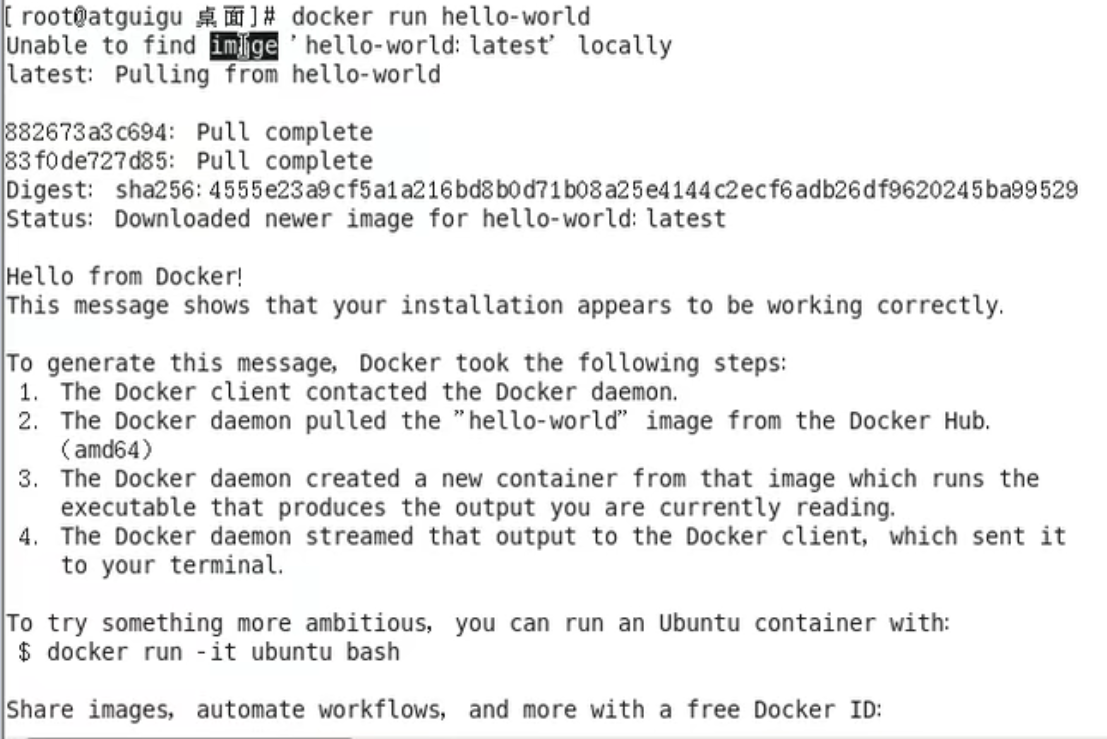 [root@atguigu 桌面]# docker run hello-world
Unable to find image 'hello-world:latest' locally
latest: Pulling from hello-world
882673a3c694: Pull complete
83f0de727d85: Pull complete
Digest: sha256:4555e23a9cf5a1a216bd8b0d71b08a25e4144c2ecf6adb26df9620245ba99529
Status: Downloaded newer image for hello-world:latest
Hello from Docker!
This message shows that your installation appears to be working correctly.
To generate this message, Docker took the following steps:
1. The Docker client contacted the Docker daemon.
2. The Docker daemon pulled the "hello-world" image from the Docker Hub.
(amd64)
3. The Docker daemon created a new container from that image which runs the
executable that produces the output you are currently reading.
4. The Docker daemon streamed that output to the Docker client, which sent it
to your terminal.
To try something more ambitious, you can run an Ubuntu container with:
$ docker run -it ubuntu bash
Share images, automate workflows, and more with a free Docker ID: